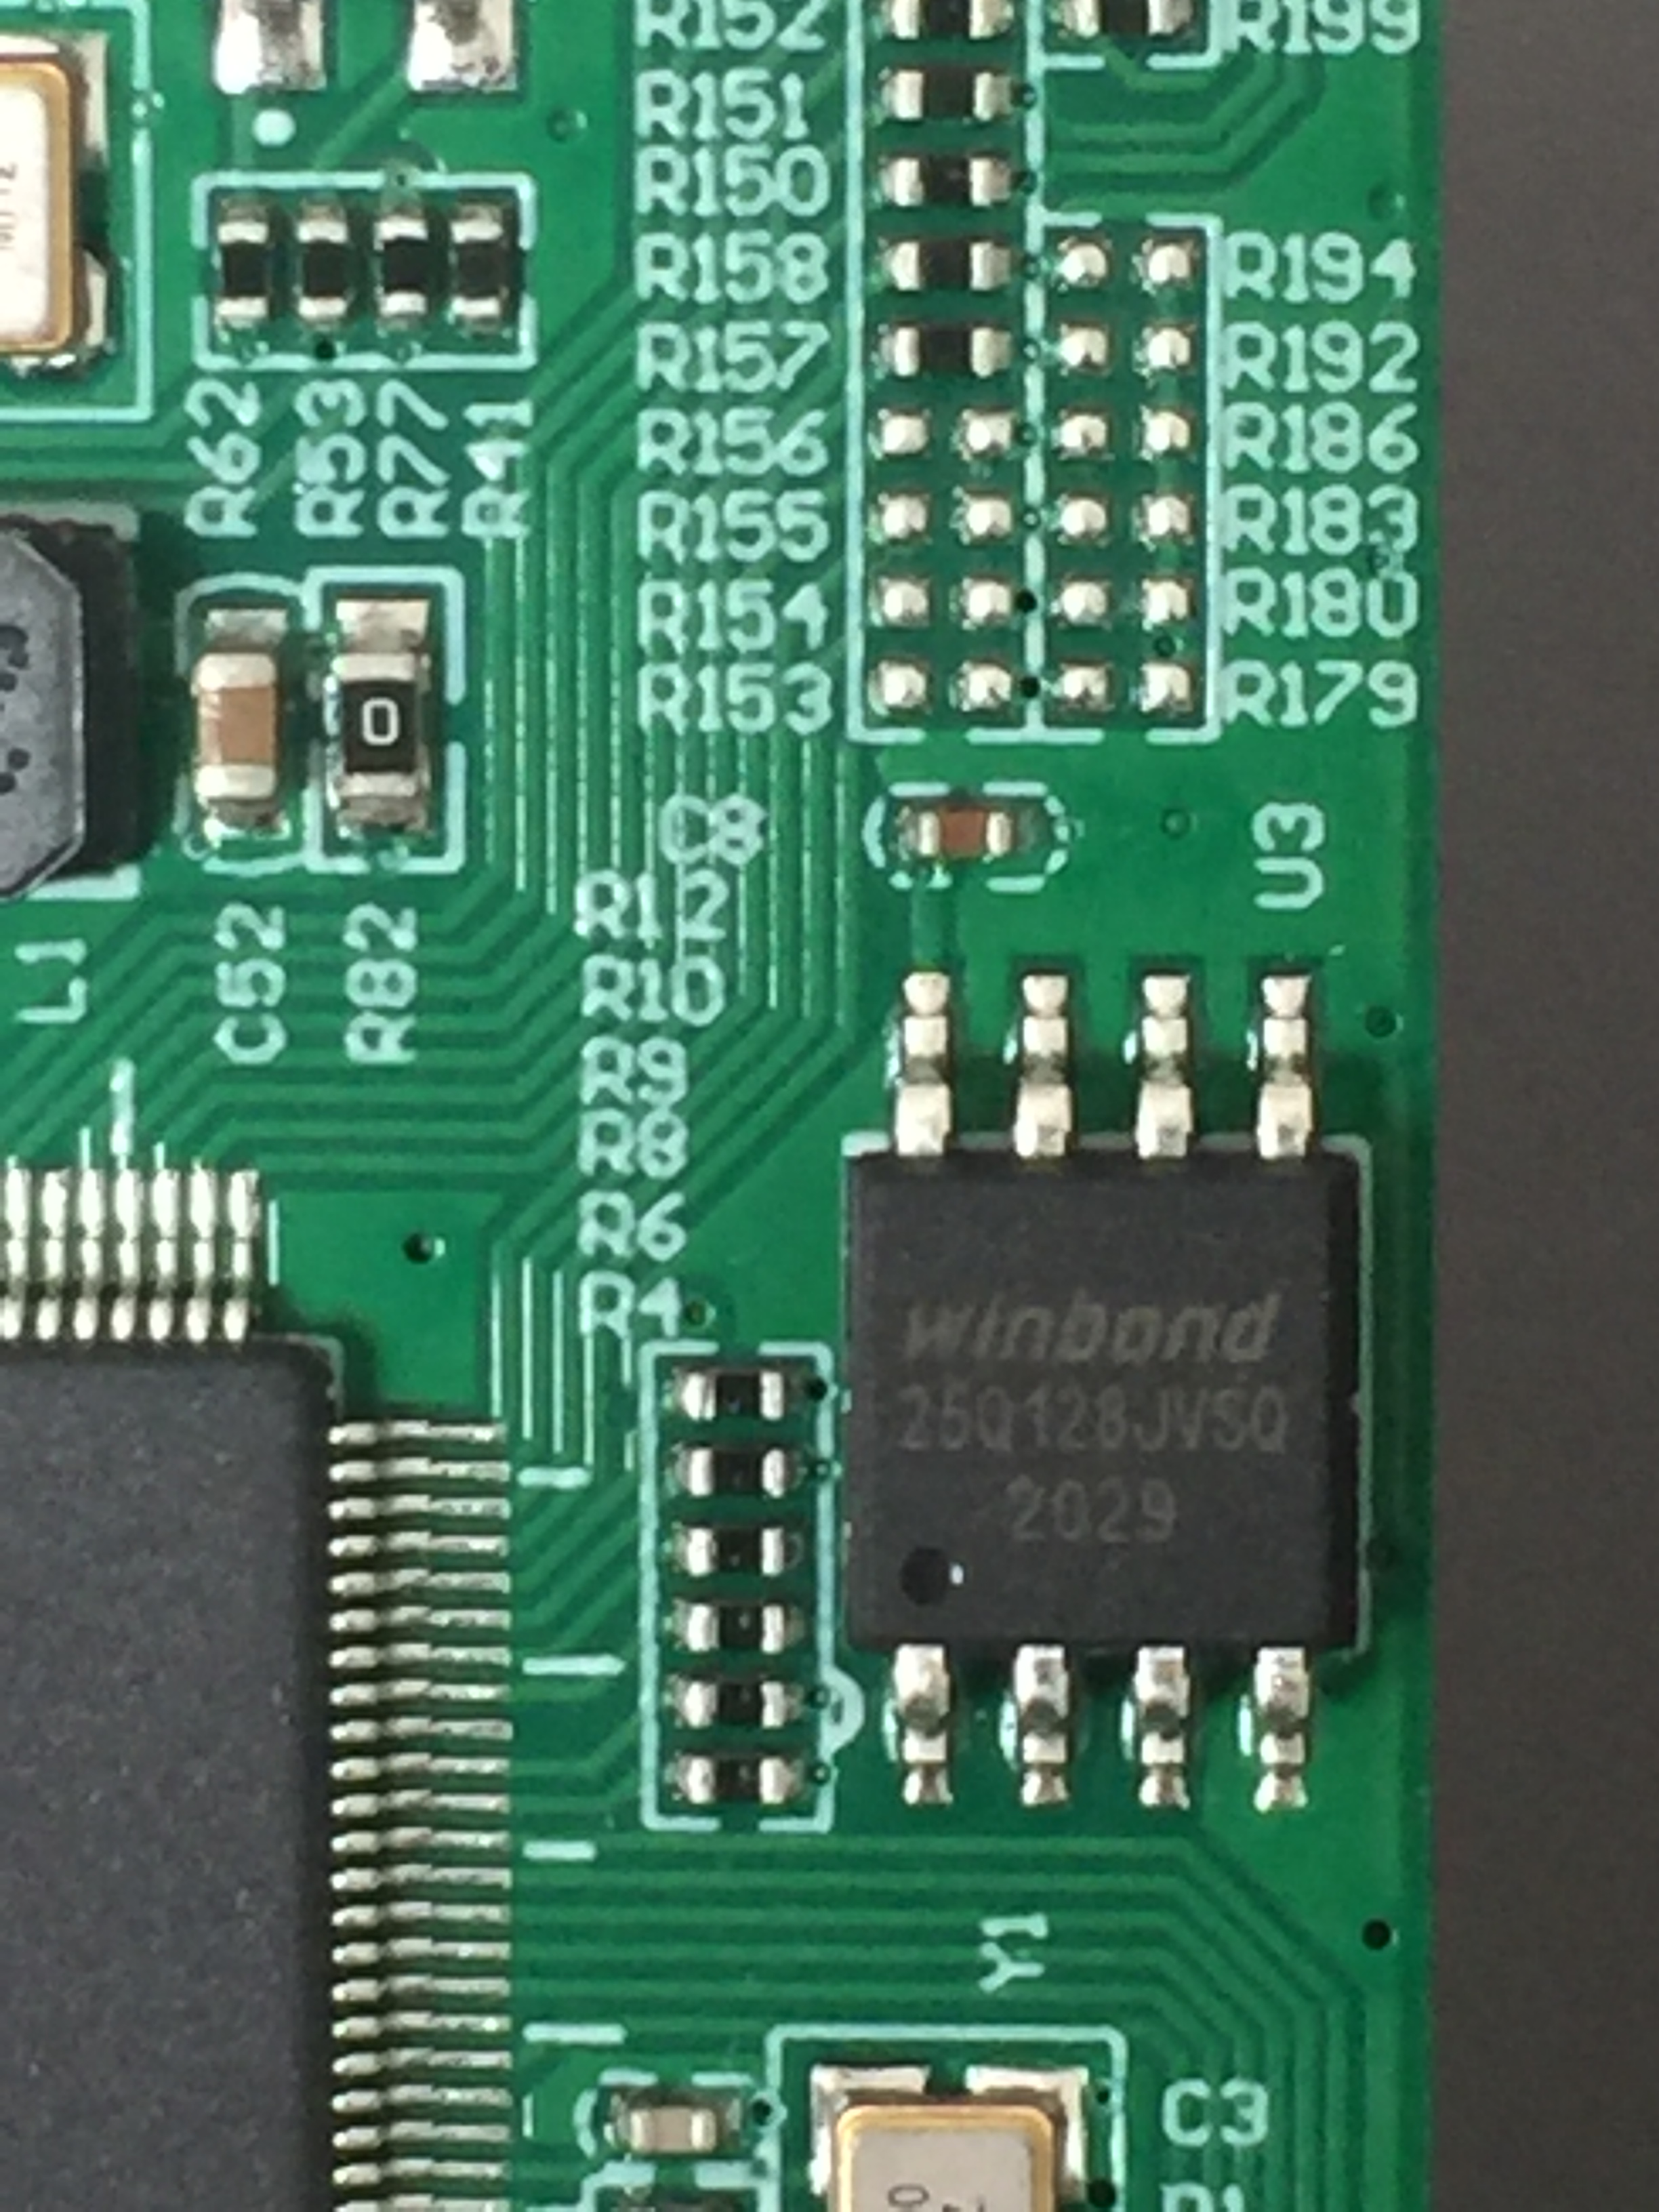 R152
R199
R151
R150
R158
R194
R157
R192
R156
R186
R155
R183
R154
R180
R153
R179
R62
R53
R77
R41
0
C8
U3
R12
R10
R9
R8
R6
R4
L1
C52
R82
winbond
25Q128JVSQ
2029
Y1
C3